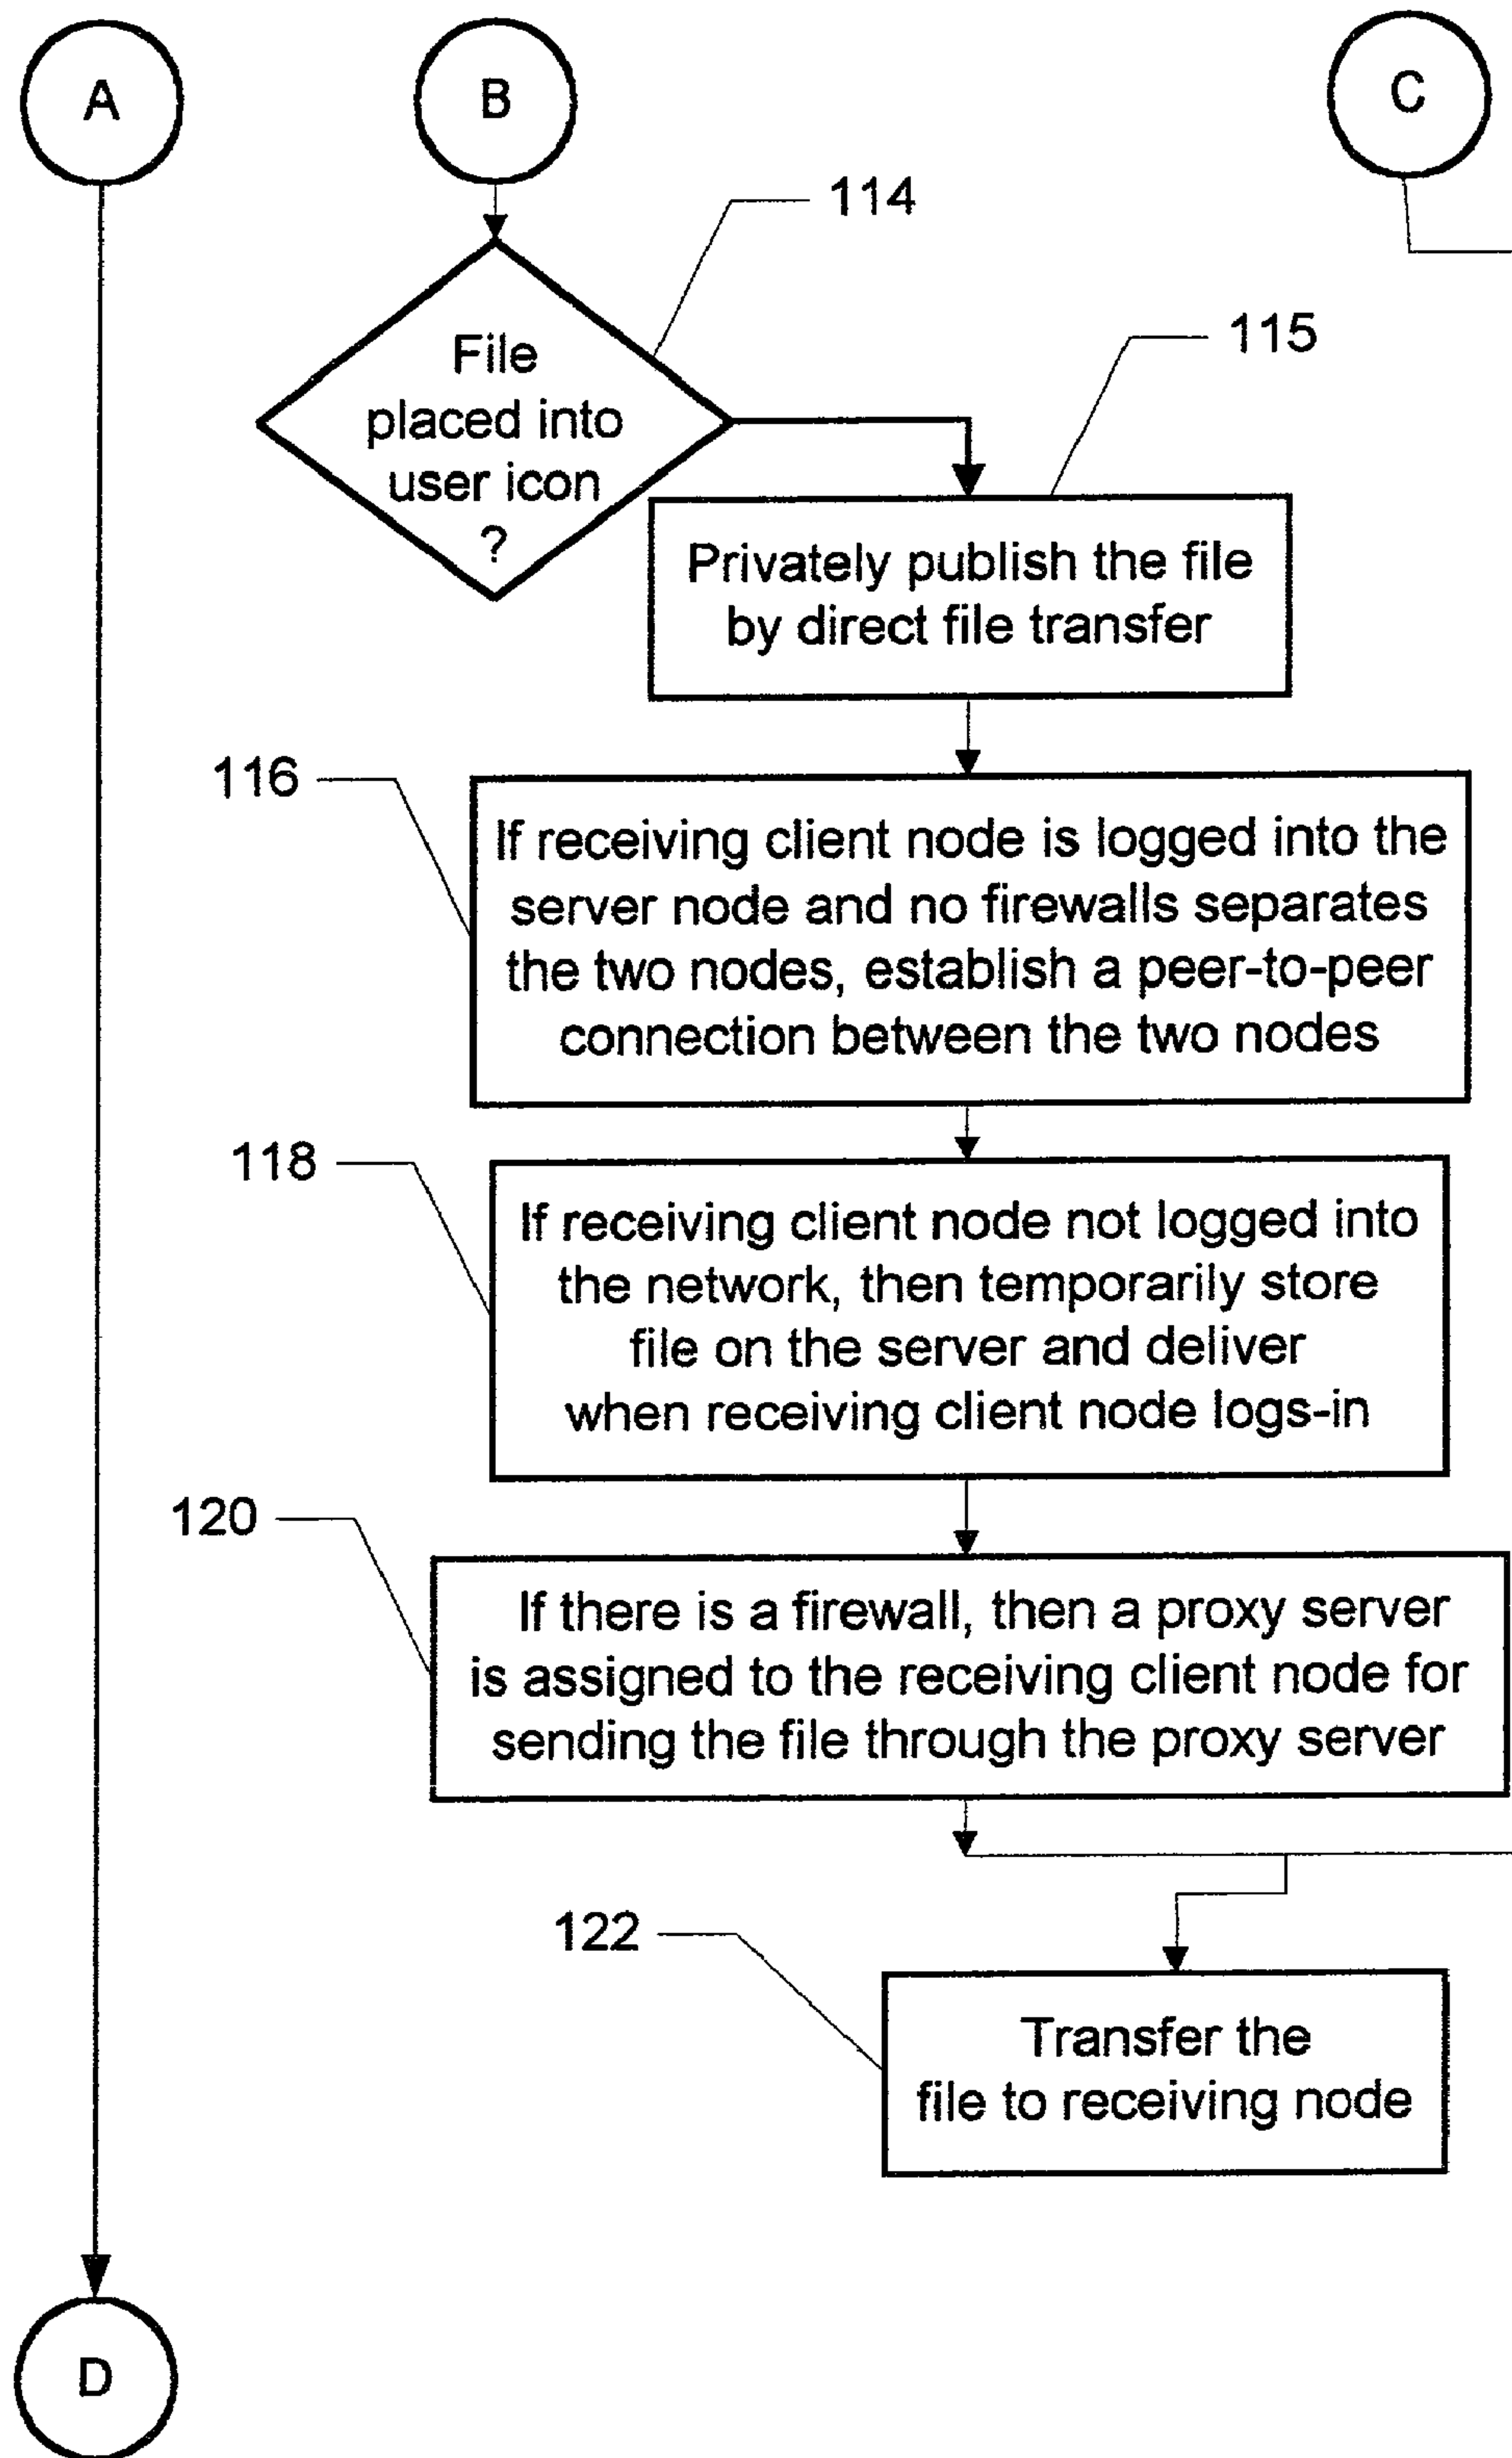 A
B
C
114
File
placed into
user icon
?
115
Privately publish the file
by direct file transfer
116
If receiving client node is logged into the
server node and no firewalls separates
the two nodes, establish a peer-to-peer
connection between the two nodes
118
If receiving client node not logged into
the network, then temporarily store
file on the server and deliver
when receiving client node logs-in
120
If there is a firewall, then a proxy server
is assigned to the receiving client node for
sending the file through the proxy server
122
Transfer the
file to receiving node
D